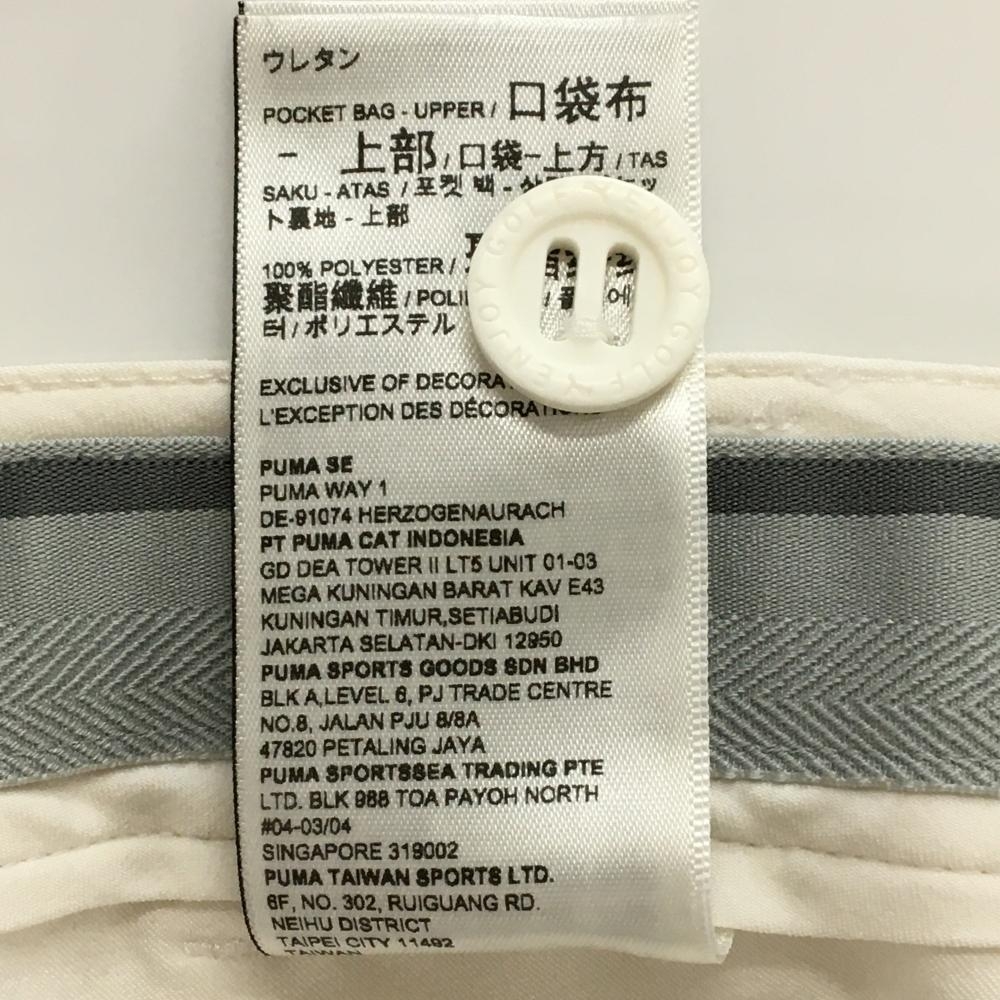 ウレタン
POCKET BAG - UPPER / 口袋布
- 上部 / 口袋-上方 / TAS
SAKU - ATAS / 포켓 백 -
ト裏地 - 上部
100% POLYESTER /
聚酯纖維
터 / ポリエステル
EXCLUSIVE OF
L'EXCEPTION DES
PUMA SE
PUMA WAY 1
DE-91074 HERZOGENAURACH
PT PUMA CAT INDONESIA
GD DEA TOWER II LT5 UNIT 01-03
MEGA KUNINGAN BARAT KAV E43
KUNINGAN TIMUR,SETIABUDI
JAKARTA SELATAN-DKI 12950
PUMA SPORTS GOODS SDN BHD
BLK A,LEVEL 6, PJ TRADE CENTRE
NO.8, JALAN PJU 8/8A
47820 PETALING JAYA
PUMA SPORTSSEA TRADING PTE
LTD. BLK 988 TOA PAYOH NORTH
#04-03/04
SINGAPORE 319002
PUMA TAIWAN SPORTS LTD.
6F, NO. 302, RUIGUANG RD.
NEIHU DISTRICT
TAIPEI CITY 11492
TAIWAN
ENJOY GOLF ENJOY GOLF